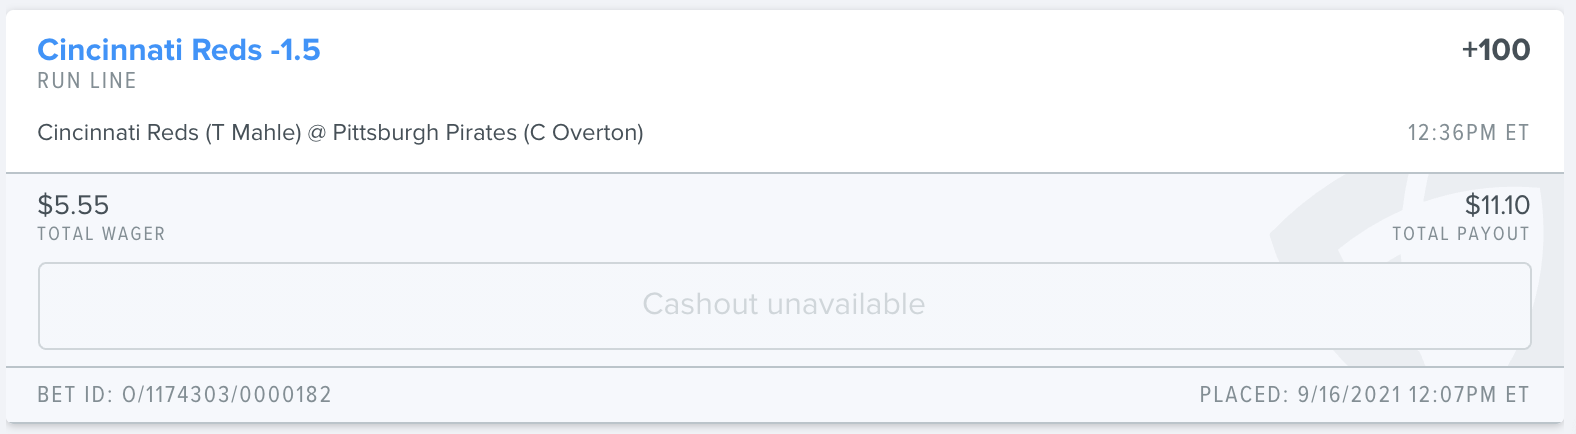 Cincinnati Reds -1.5
+100
RUN LINE
Cincinnati Reds (T Mahle) @ Pittsburgh Pirates (C Overton)
12:36PM ET
$5.55
$11.10
TOTAL WAGER
TOTAL PAYOUT
Cashout unavailable
BET ID: O/1174303/0000182
PLACED: 9/16/2021 12:07PM ET